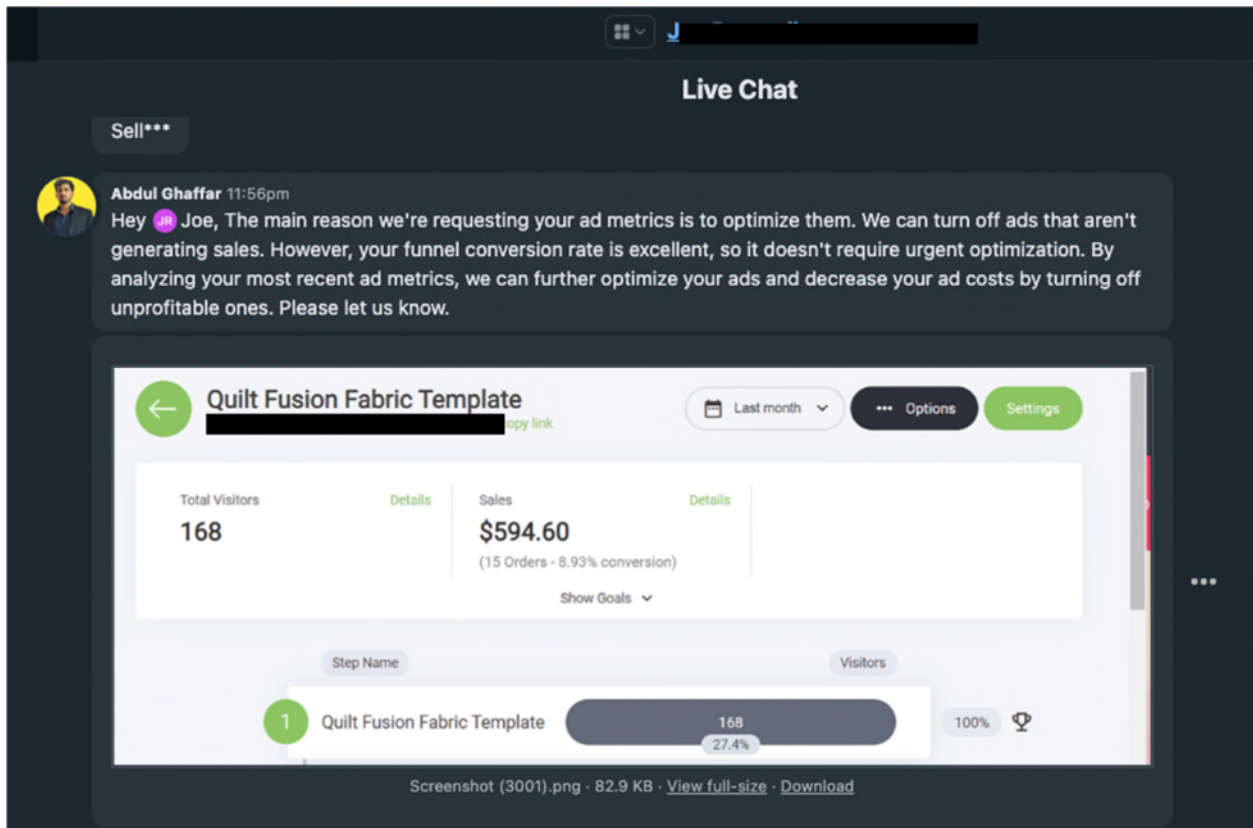 J
Live Chat
Sell***
Abdul Ghaffar 11:56pm
Hey JR Joe, The main reason we're requesting your ad metrics is to optimize them. We can turn off ads that aren't
generating sales. However, your funnel conversion rate is excellent, so it doesn't require urgent optimization. By
analyzing your most recent ad metrics, we can further optimize your ads and decrease your ad costs by turning off
unprofitable ones. Please let us know.
Quilt Fusion Fabric Template
Last month
••• Options
Settings
copy link
Total Visitors
Details
168
Sales
Details
$594.60
(15 Orders - 8.93% conversion)
Show Goals
Step Name
Visitors
1
Quilt Fusion Fabric Template
168
27.4%
100%
Screenshot (3001).png · 82.9 KB · View full-size · Download